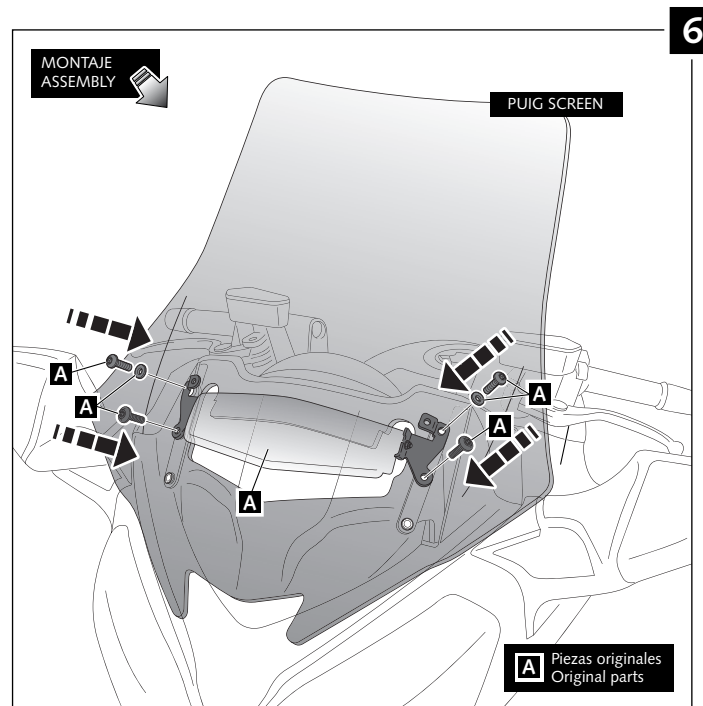 6
MONTAJE
ASSEMBLY
PUIG SCREEN
A
A
A
A
A
A Piezas originales
Original parts